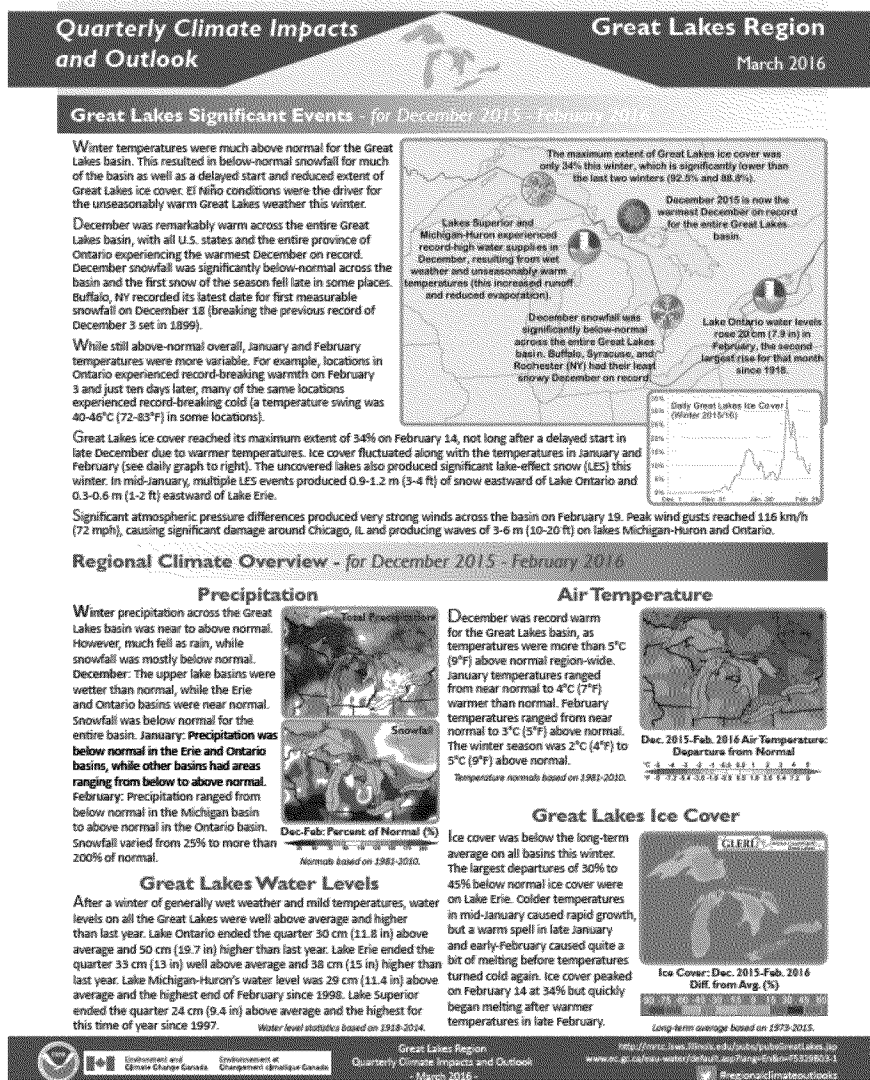 Quarterly Climate Impacts
and Outlook
Great Lakes Region
March 2016
Great Lakes Significant Events - for December 2015 - February 2016
Winter temperatures were much above normal for the Great
Lakes basin. This resulted in below-normal snowfall for much
of the basin as well as a delayed start and reduced extent of
Great Lakes ice cover. El Niño conditions were the driver for
the unseasonably warm Great Lakes weather this winter.
December was remarkably warm across the entire Great
Lakes basin, with all U.S. states and the entire province of
Ontario experiencing the warmest December on record.
December snowfall was significantly below-normal across the
basin and the first snow of the season fell late in some places.
Buffalo, NY recorded its latest date for first measurable
snowfall on December 18 (breaking the previous record of
December 3 set in 1899).
While still above-normal overall, January and February
temperatures were more variable. For example, locations in
Ontario experienced record-breaking warmth on February
3 and just ten days later, many of the same locations
experienced record-breaking cold (a temperature swing was
40-46°C (72-83°F) in some locations).
The maximum extent of Great Lakes ice cover was
only 34% this winter, which is significantly lower than
the last two winters (92.5% and 88.8%).
December 2015 is now the
warmest December on record
for the entire Great Lakes
basin.
Lakes Superior and
Michigan-Huron experienced
record-high water supplies in
December, resulting from wet
weather and unseasonably warm
temperatures (this increased runoff
and reduced evaporation).
December snowfall was
significantly below-normal
across the entire Great Lakes
basin. Buffalo, Syracuse, and
Rochester (NY) had their least
snowy December on record.
Lake Ontario water levels
rose 20 cm (7.9 in) in
February, the second
largest rise for that month
since 1918.
Daily Great Lakes Ice Cover
(Winter 2015/16)
Great Lakes ice cover reached its maximum extent of 34% on February 14, not long after a delayed start in
late December due to warmer temperatures. Ice cover fluctuated along with the temperatures in January and
February (see daily graph to right). The uncovered lakes also produced significant lake-effect snow (LES) this
winter. In mid-January, multiple LES events produced 0.9-1.2 m (3-4 ft) of snow eastward of Lake Ontario and
0.3-0.6 m (1-2 ft) eastward of Lake Erie.
Significant atmospheric pressure differences produced very strong winds across the basin on February 19. Peak wind gusts reached 116 km/h
(72 mph), causing significant damage around Chicago, IL and producing waves of 3-6 m (10-20 ft) on lakes Michigan-Huron and Ontario.
Regional Climate Overview - for December 2015 - February 2016
Precipitation
Winter precipitation across the Great
Lakes basin was near to above normal.
However, much fell as rain, while
snowfall was mostly below normal.
December: The upper lake basins were
wetter than normal, while the Erie
and Ontario basins were near normal.
Snowfall was below normal for the
entire basin. January: Precipitation was
below normal in the Erie and Ontario
basins, while other basins had areas
ranging from below to above normal.
February: Precipitation ranged from
below normal in the Michigan basin
to above normal in the Ontario basin.
Snowfall varied from 25% to more than
200% of normal.
Total Precipitation
Snowfall
Dec-Feb: Percent of Normal (%)
Normals based on 1981-2010.
Air Temperature
December was record warm
for the Great Lakes basin, as
temperatures were more than 5°C
(9°F) above normal region-wide.
January temperatures ranged
from near normal to 4°C (7°F)
warmer than normal. February
temperatures ranged from near
normal to 3°C (5°F) above normal.
The winter season was 2°C (4°F) to
5°C (9°F) above normal.
Temperature normals based on 1981-2010.
Dec. 2015-Feb. 2016 Air Temperature:
Departure from Normal
Great Lakes Water Levels
After a winter of generally wet weather and mild temperatures, water
levels on all the Great Lakes were well above average and higher
than last year. Lake Ontario ended the quarter 30 cm (11.8 in) above
average and 50 cm (19.7 in) higher than last year. Lake Erie ended the
quarter 33 cm (13 in) well above average and 38 cm (15 in) higher than
last year. Lake Michigan-Huron's water level was 29 cm (11.4 in) above
average and the highest end of February since 1998. Lake Superior
ended the quarter 24 cm (9.4 in) above average and the highest for
this time of year since 1997.
Water level statistics based on 1918-2014.
Great Lakes Ice Cover
Ice cover was below the long-term
average on all basins this winter.
The largest departures of 30% to
45% below normal ice cover were
on Lake Erie. Colder temperatures
in mid-January caused rapid growth,
but a warm spell in late January
and early-February caused quite a
bit of melting before temperatures
turned cold again. Ice cover peaked
on February 14 at 34% but quickly
began melting after warmer
temperatures in late February.
GLERL
Ice Cover: Dec. 2015-Feb. 2016
Diff. from Avg. (%)
Long-term average based on 1973-2015.
Environment and
Climate Change Canada
Environnement et
Changement climatique Canada
Great Lakes Region
Quarterly Climate Impacts and Outlook
- March 2016 -
#regionalclimateoutlooks